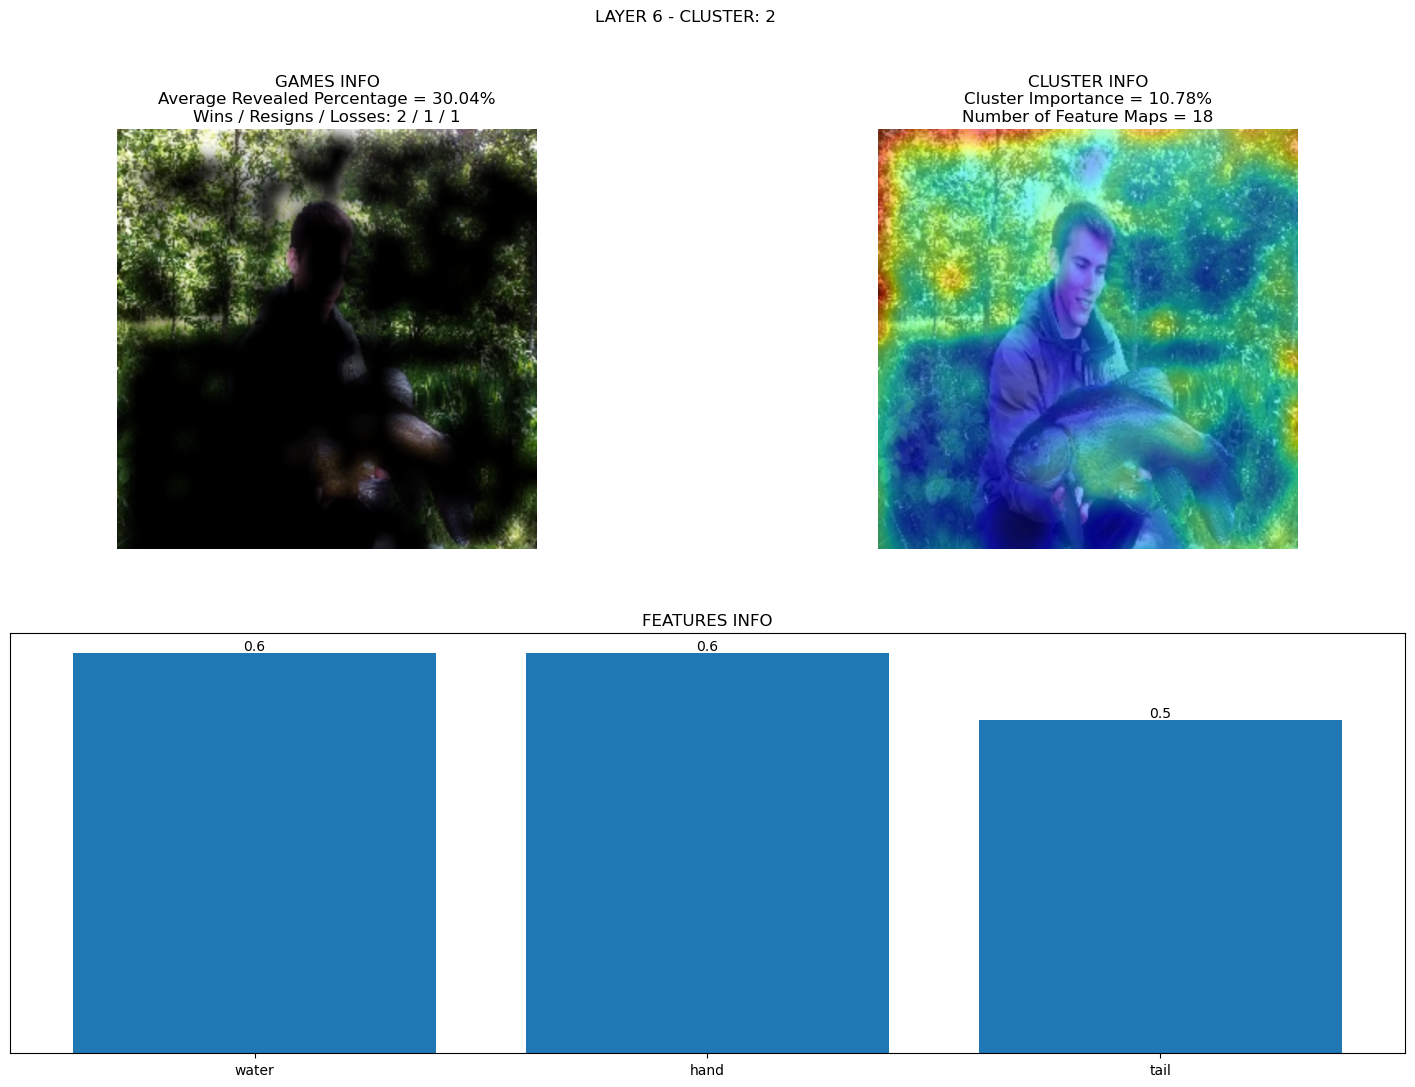 LAYER 6 - CLUSTER: 2
GAMES INFO
Average Revealed Percentage = 30.04%
Wins / Resigns / Losses: 2 / 1 / 1
CLUSTER INFO
Cluster Importance = 10.78%
Number of Feature Maps = 18
FEATURES INFO
0.6
0.6
0.5
water
hand
tail